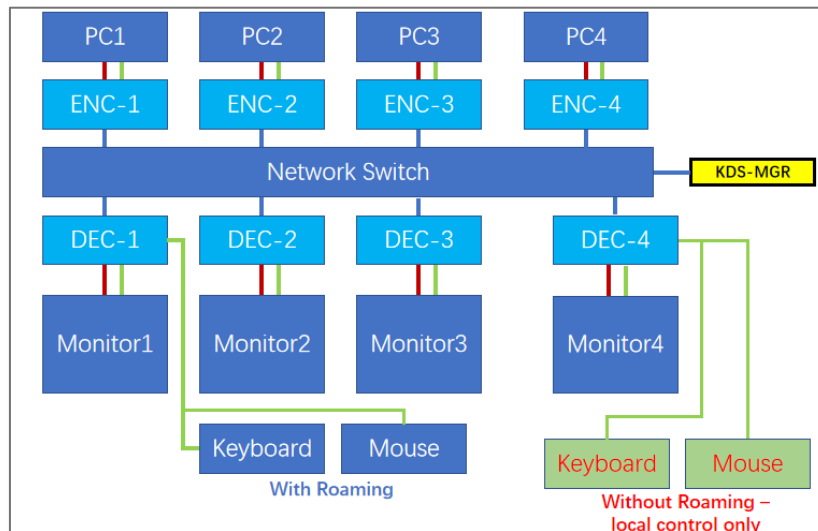 PC1
PC2
PC3
PC4
ENC-1
ENC-2
ENC-3
ENC-4
Network Switch
KDS-MGR
DEC-1
DEC-2
DEC-3
DEC-4
Monitor1
Monitor2
Monitor3
Monitor4
Keyboard
Mouse
With Roaming
Keyboard
Mouse
Without Roaming –
local control only